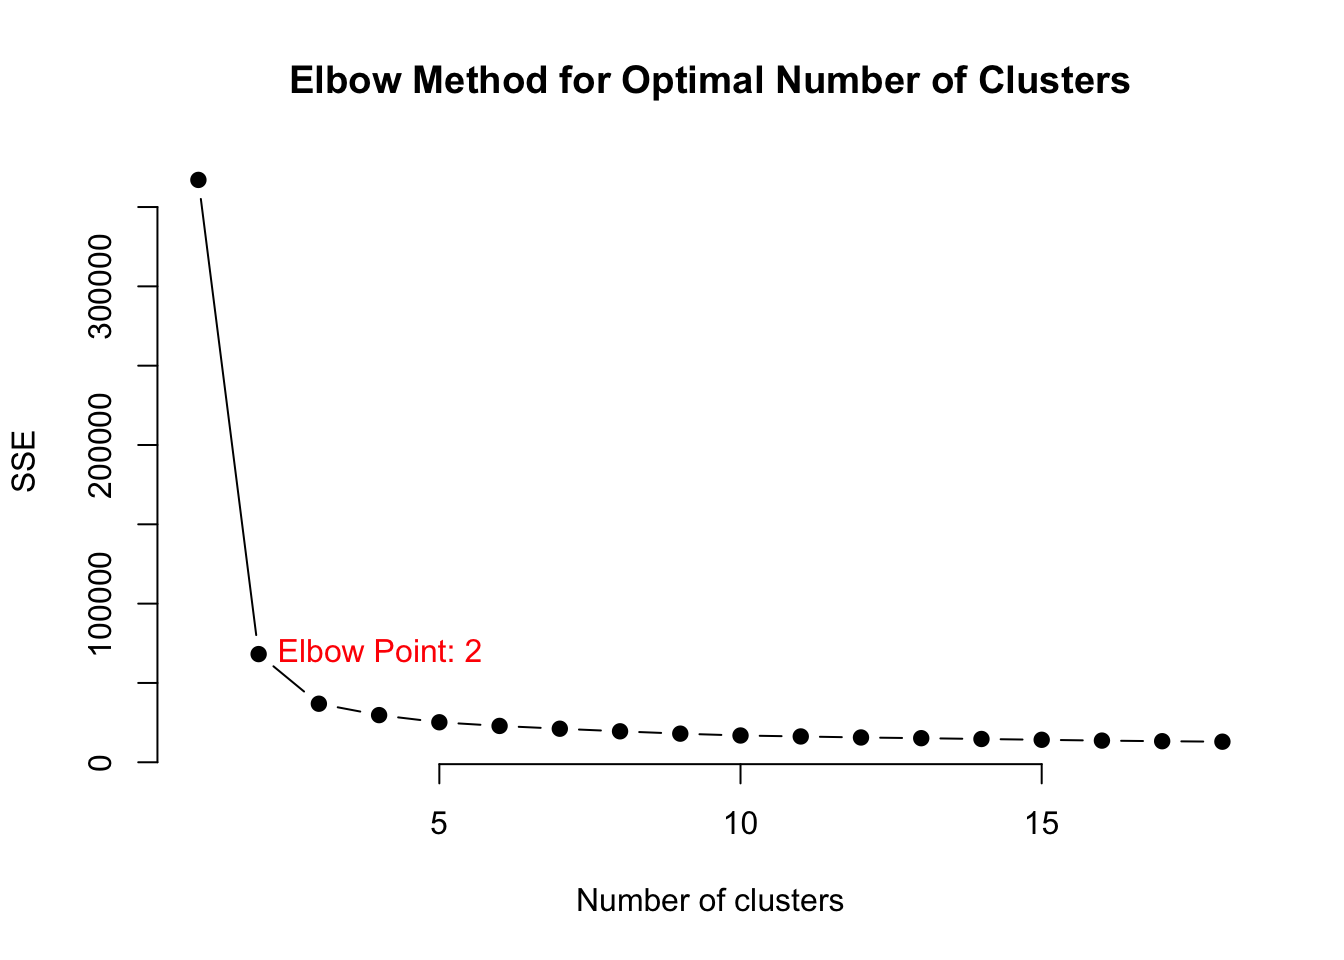 Elbow Method for Optimal Number of Clusters
SSE
300000
200000
100000
0
Elbow Point: 2
5 10 15
Number of clusters